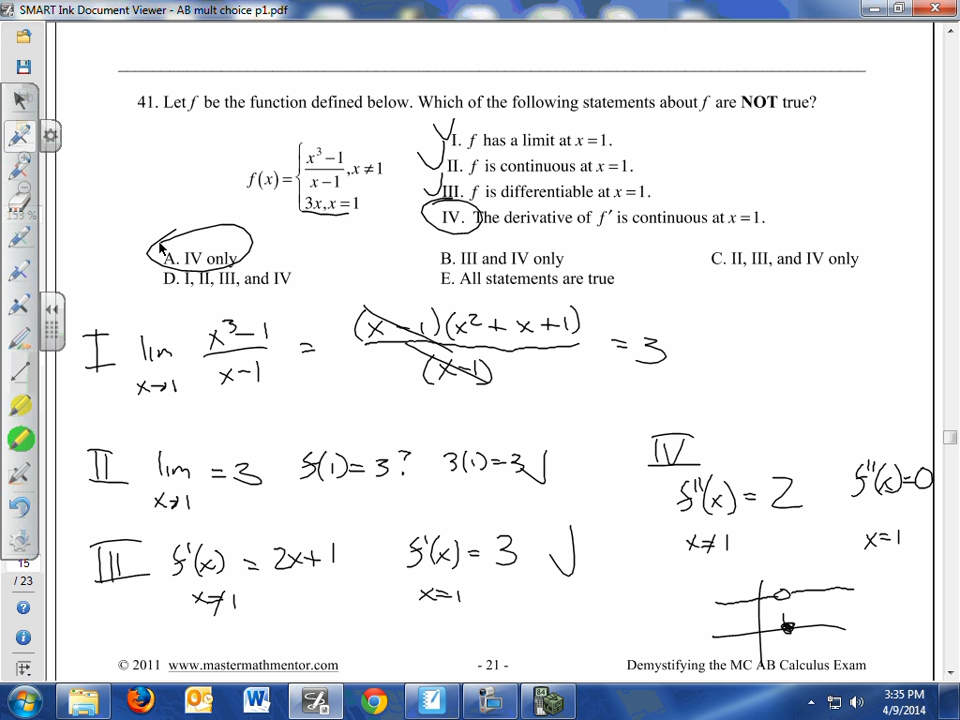 SMART Ink Document Viewer - AB mult choice p1.pdf
41. Let f be the function defined below. Which of the following statements about f are NOT true?
f(x) = { x³ − 1 / x − 1, x ≠ 1
3x, x = 1
I. f has a limit at x = 1.
II. f is continuous at x = 1.
III. f is differentiable at x = 1.
IV. The derivative of f′ is continuous at x = 1.
A. IV only
B. III and IV only
C. II, III, and IV only
D. I, II, III, and IV
E. All statements are true
I lim x→1 x³−1 / x−1 = (x−1)(x²+x+1) / (x−1) = 3
II lim x→1 = 3 f(1)=3? 3(1)=3 ✓
III f'(x) = 2x+1 x≠1 f'(x) = 3 x=1 ✓
IV
f''(x) = 2 x≠1 f''(x)=0 x=1
153 %
15
/ 23
© 2011 www.mastermathmentor.com
- 21 -
Demystifying the MC AB Calculus Exam
3:35 PM
4/9/2014